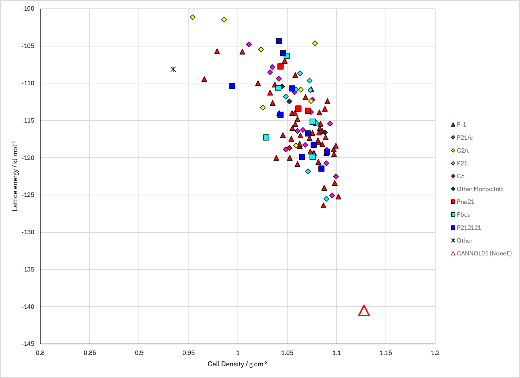 -100
-105
-110
-115
-120
-125
-130
-135
-140
-145
Lattice energy / kJ mol⁻¹
0.8
0.85
0.9
0.95
1
1.05
1.1
1.15
1.2
Cell Density / g cm⁻³
P-1
P21/c
C2/c
P21
Cc
Other Monoclinic
Pna21
Pbca
P212121
Other
CANNOLD1 (NoneE)